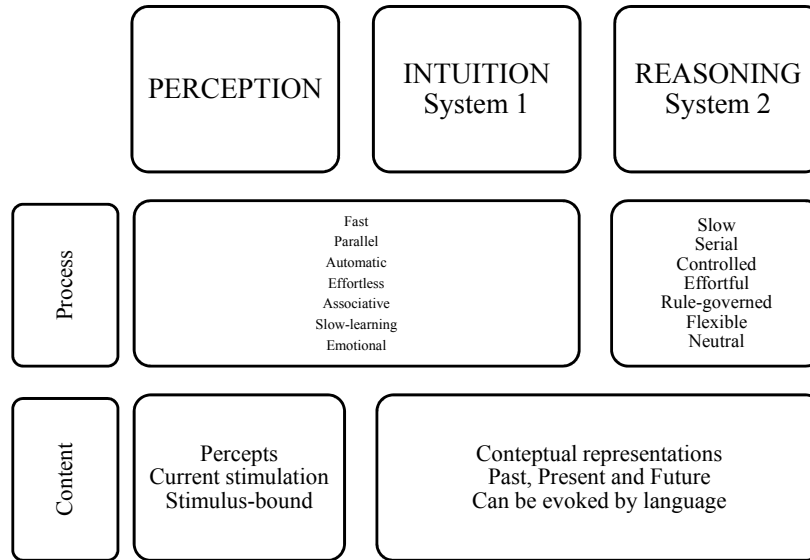 PERCEPTION
INTUITION
System 1
REASONING
System 2
Process
Fast
Parallel
Automatic
Effortless
Associative
Slow-learning
Emotional
Slow
Serial
Controlled
Effortful
Rule-governed
Flexible
Neutral
Content
Percepts
Current stimulation
Stimulus-bound
Conteptual representations
Past, Present and Future
Can be evoked by language